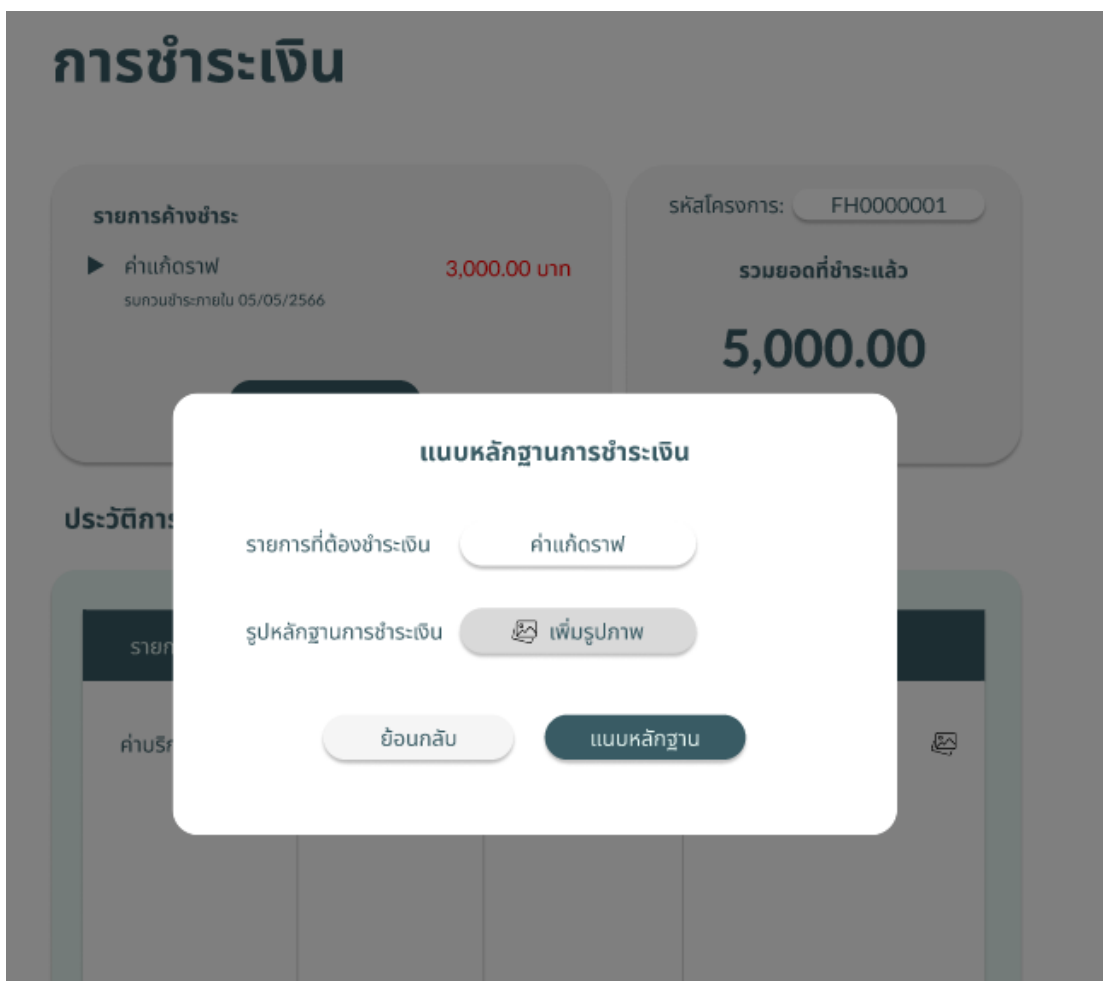 การชำระเงิน
รายการค้างชำระ
▶ ค่าแก้ดราฟ 3,000.00 บาท
รบกวนชำระภายใน 05/05/2566
รหัสโครงการ: FH0000001
รวมยอดที่ชำระแล้ว
5,000.00
แนบหลักฐานการชำระเงิน
รายการที่ต้องชำระเงิน ค่าแก้ดราฟ
รูปหลักฐานการชำระเงิน เพิ่มรูปภาพ
ย้อนกลับ แนบหลักฐาน
ประวัติการ